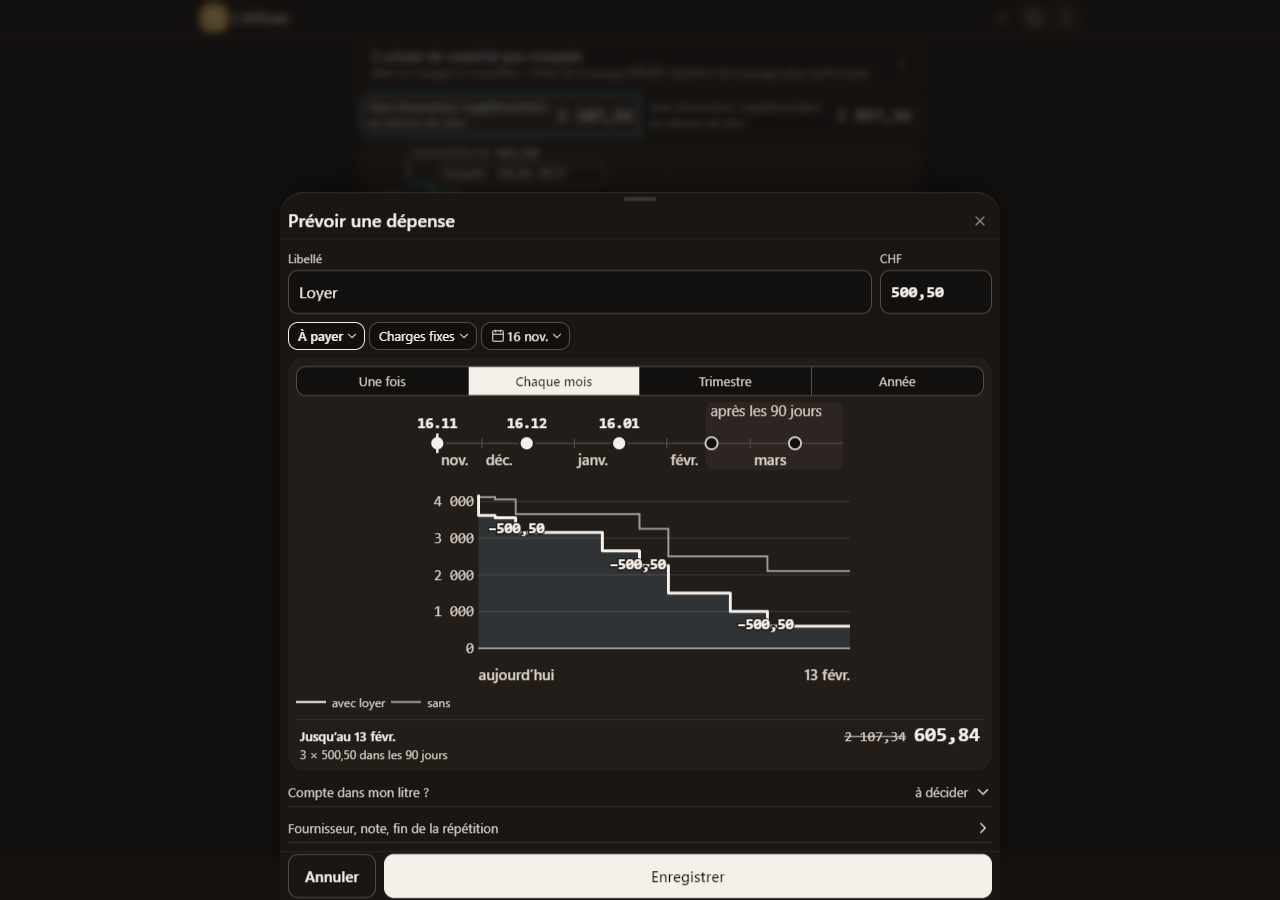 Prévoir une dépense
Libellé
CHF
Loyer
500,50
À payer
Charges fixes
16 nov.
Une fois
Chaque mois
Trimestre
Année
après les 90 jours
16.11
16.12
16.01
nov.
déc.
janv.
févr.
mars
4 000
3 000
2 000
1 000
0
−500,50
−500,50
−500,50
aujourd'hui
13 févr.
avec loyer
sans
Jusqu'au 13 févr.
2 107,34 605,84
3 × 500,50 dans les 90 jours
Compte dans mon litre ?
à décider
Fournisseur, note, fin de la répétition
Annuler
Enregistrer